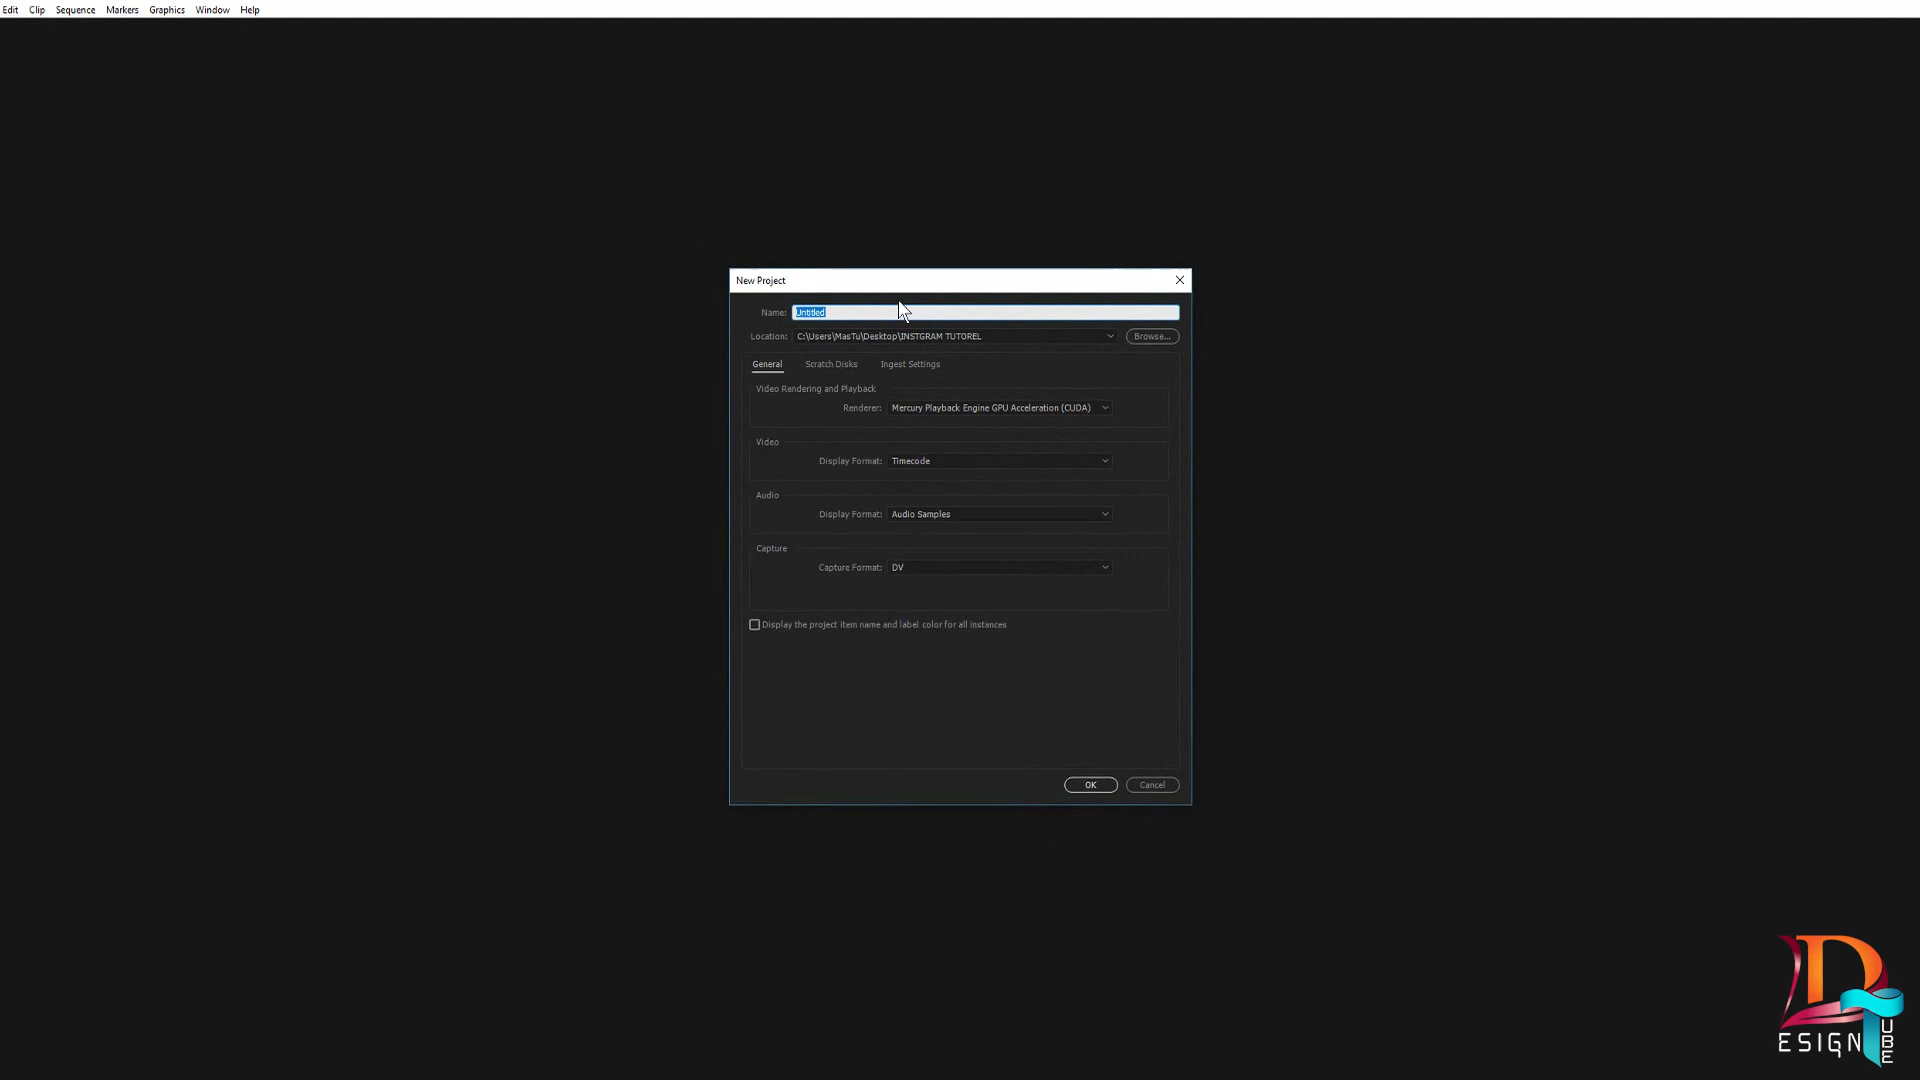 Edit Clip Sequence Markers Graphics Window Help
New Project
Name: Untitled
Location: C:\Users\MasTu\Desktop\INSTGRAM TUTOREL Browse...
General Scratch Disks Ingest Settings
Video Rendering and Playback
Renderer: Mercury Playback Engine GPU Acceleration (CUDA)
Video
Display Format: Timecode
Audio
Display Format: Audio Samples
Capture
Capture Format: DV
Display the project item name and label color for all instances
OK Cancel
DESIGN TUBE